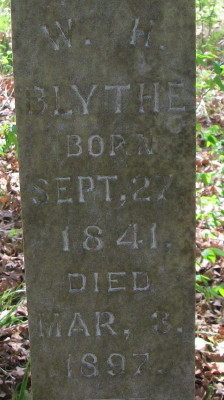 W. H.
BLYTHE
BORN
SEPT, 27
1841.
DIED
MAR, 3.
1897.